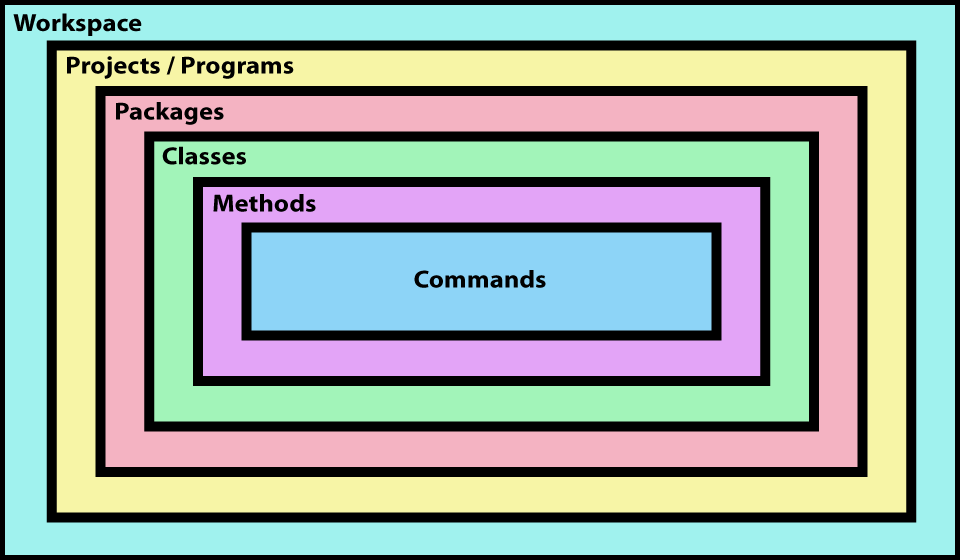 Workspace
Projects / Programs
Packages
Classes
Methods
Commands